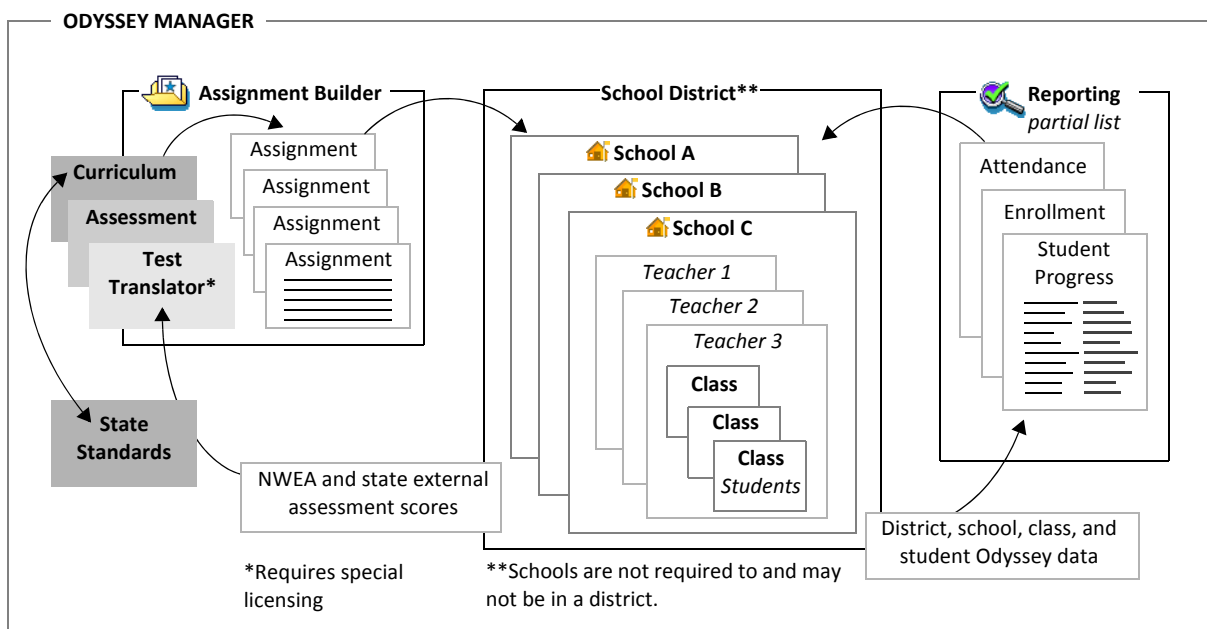 ODYSSEY MANAGER
Assignment Builder
Curriculum
Assessment
Test
Translator*
Assignment
Assignment
Assignment
Assignment
State
Standards
NWEA and state external
assessment scores
*Requires special
licensing
School District**
School A
School B
School C
Teacher 1
Teacher 2
Teacher 3
Class
Class
Class
Students
**Schools are not required to and may
not be in a district.
Reporting
partial list
Attendance
Enrollment
Student
Progress
District, school, class, and
student Odyssey data